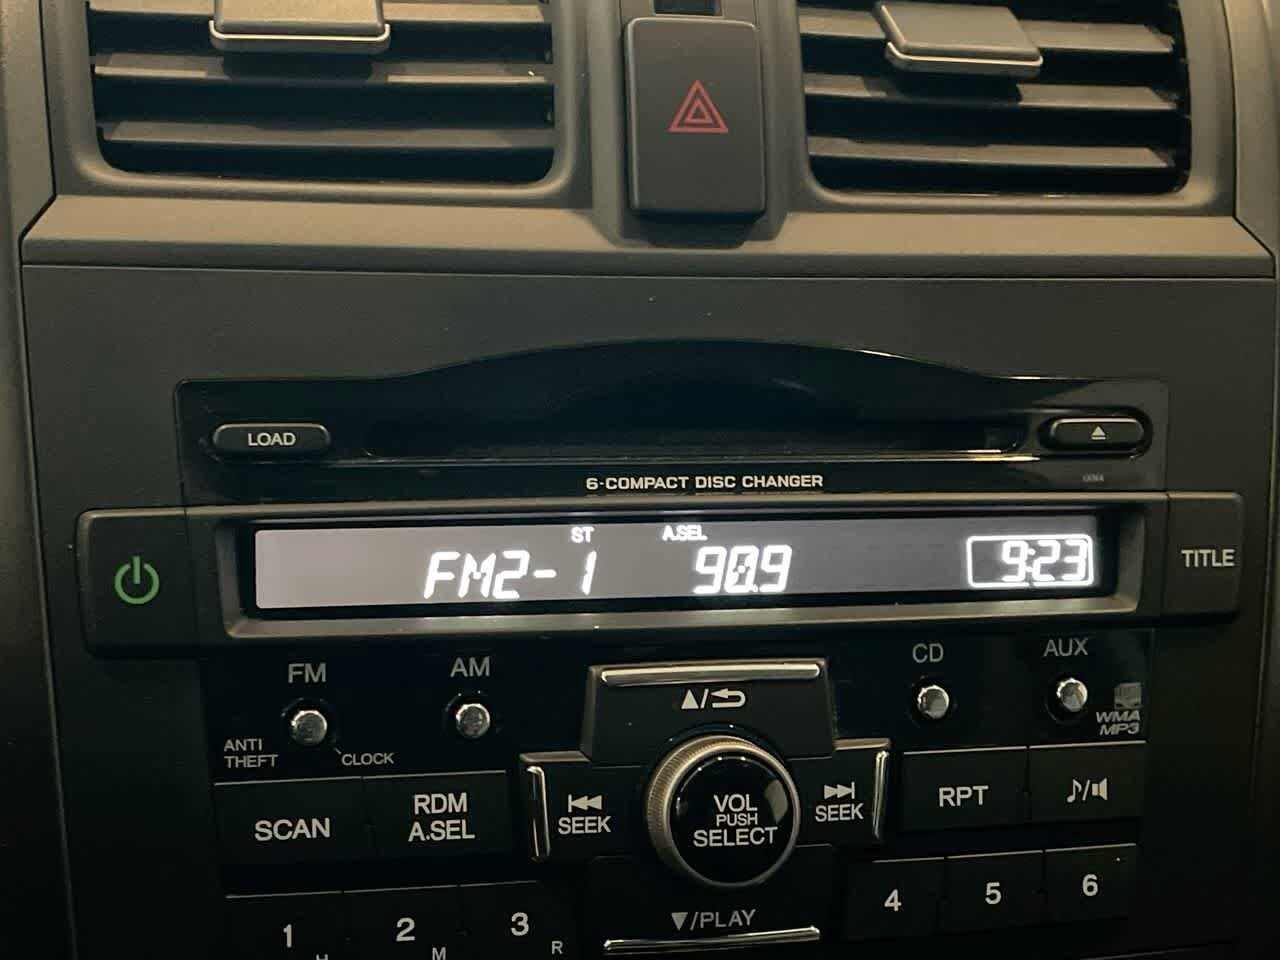 LOAD
6-COMPACT DISC CHANGER
ST A.SEL
FM2-1 90.9 9:23
TITLE
FM AM CD AUX
ANTI
THEFT
CLOCK
WMA
MP3
SCAN
RDM
A.SEL
SEEK
VOL
PUSH
SELECT
SEEK
RPT
1 2 3 4 5 6
H M R
▼/PLAY